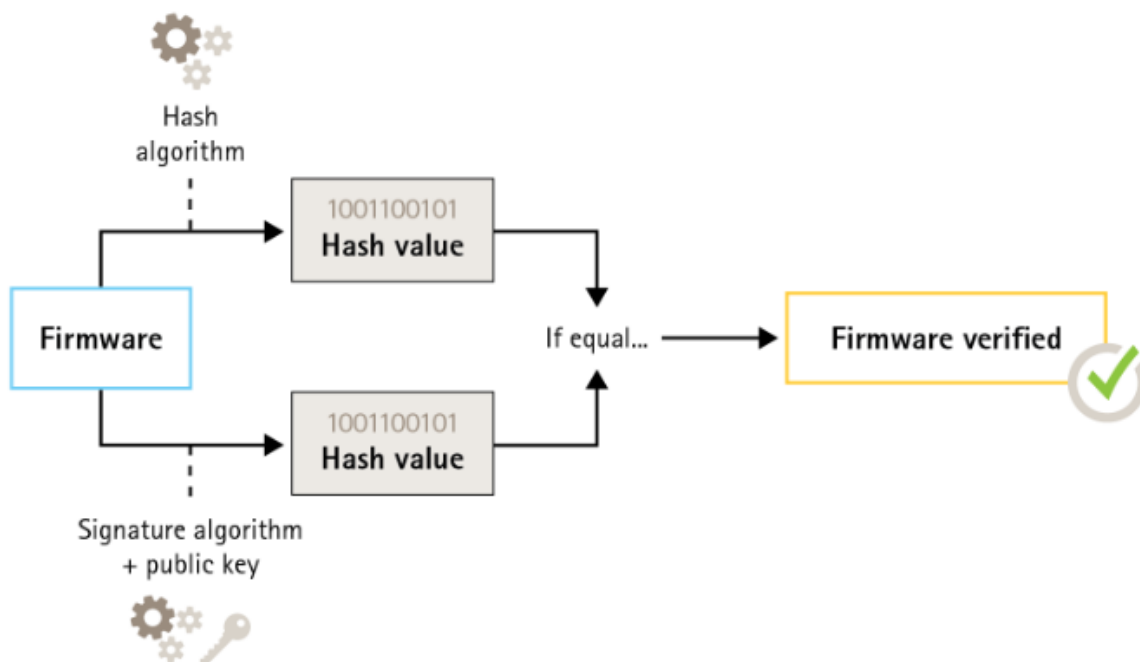 Hash
algorithm
1001100101
Hash value
Firmware
If equal...
Firmware verified
1001100101
Hash value
Signature algorithm
+ public key